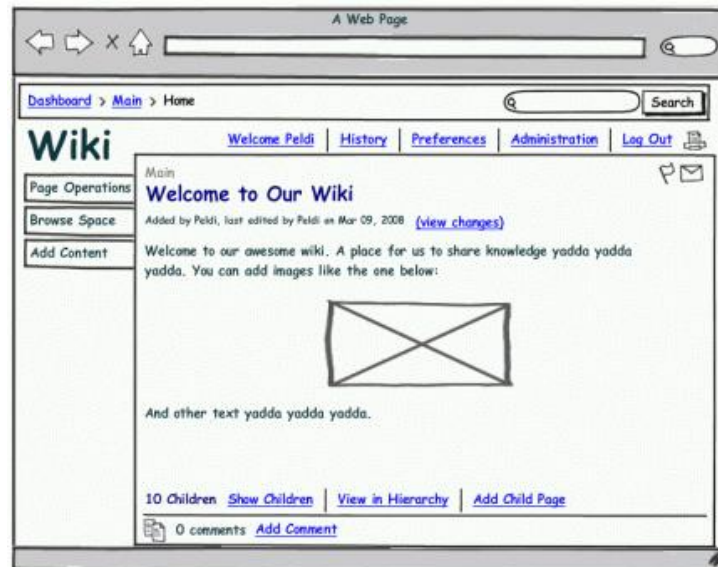 A Web Page
Dashboard > Main > Home
Search
Wiki
Welcome Peldi | History | Preferences | Administration | Log Out
Page Operations
Browse Space
Add Content
Main
Welcome to Our Wiki
Added by Peldi, last edited by Peldi on Mar 09, 2008 (view changes)
Welcome to our awesome wiki. A place for us to share knowledge yadda yadda
yadda. You can add images like the one below:
And other text yadda yadda yadda.
10 Children Show Children | View in Hierarchy | Add Child Page
0 comments Add Comment